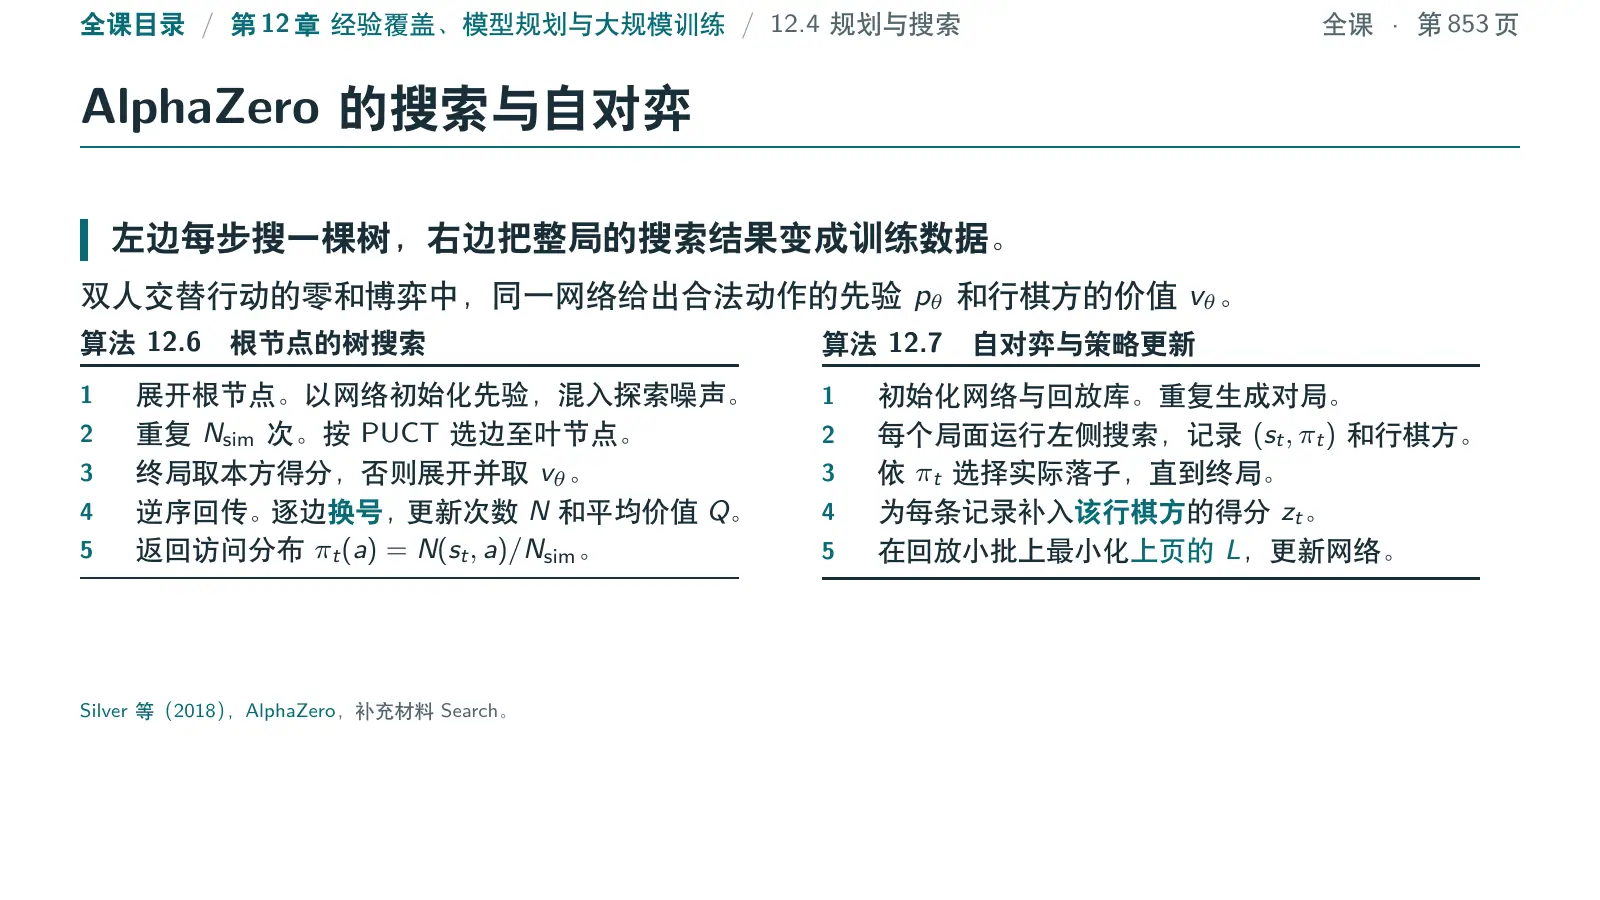 全课目录 / 第 12 章 经验覆盖、模型规划与大规模训练 / 12.4 规划与搜索
全课 · 第 853 页
AlphaZero 的搜索与自对弈
左边每步搜一棵树，右边把整局的搜索结果变成训练数据。
双人交替行动的零和博弈中，同一网络给出合法动作的先验 pθ 和行棋方的价值 vθ。
算法 12.6 根节点的树搜索
1 展开根节点。以网络初始化先验，混入探索噪声。
2 重复 Nsim 次。按 PUCT 选边至叶节点。
3 终局取本方得分，否则展开并取 vθ。
4 逆序回传。逐边换号，更新次数 N 和平均价值 Q。
5 返回访问分布 πt(a) = N(st, a)/Nsim。
算法 12.7 自对弈与策略更新
1 初始化网络与回放库。重复生成对局。
2 每个局面运行左侧搜索，记录 (st, πt) 和行棋方。
3 依 πt 选择实际落子，直到终局。
4 为每条记录补入该行棋方的得分 zt。
5 在回放小批上最小化上页的 L，更新网络。
Silver 等 (2018)，AlphaZero，补充材料 Search。